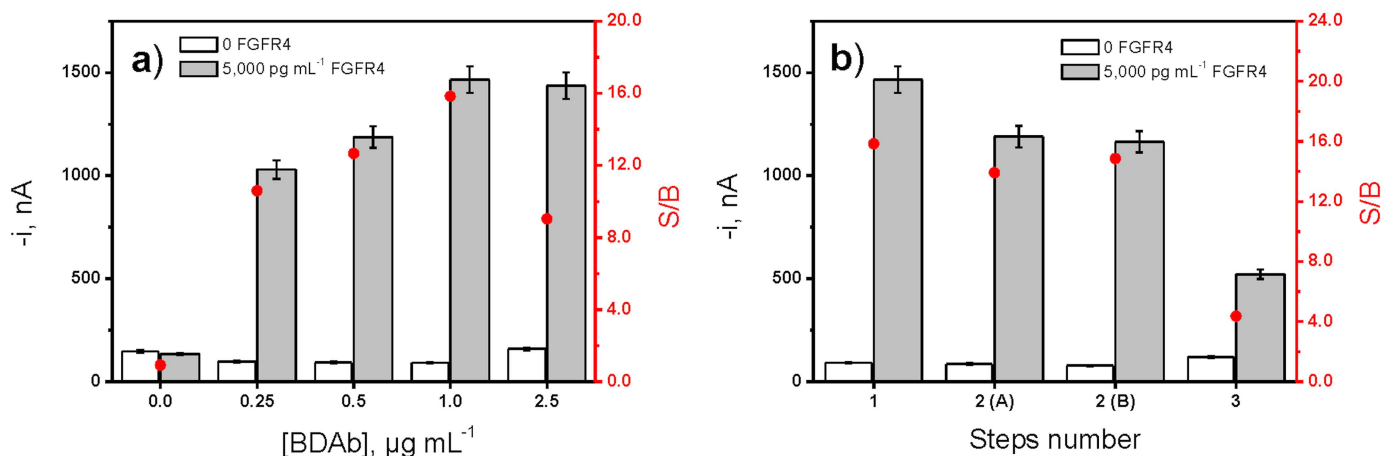 a)
0 FGFR4
5,000 pg mL⁻¹ FGFR4
-i, nA
1500
1000
500
0
20.0
16.0
12.0
8.0
4.0
0.0
S/B
0.0 0.25 0.5 1.0 2.5
[BDAb], µg mL⁻¹
b)
0 FGFR4
5,000 pg mL⁻¹ FGFR4
-i, nA
1500
1000
500
0
24.0
20.0
16.0
12.0
8.0
4.0
0.0
S/B
1 2 (A) 2 (B) 3
Steps number